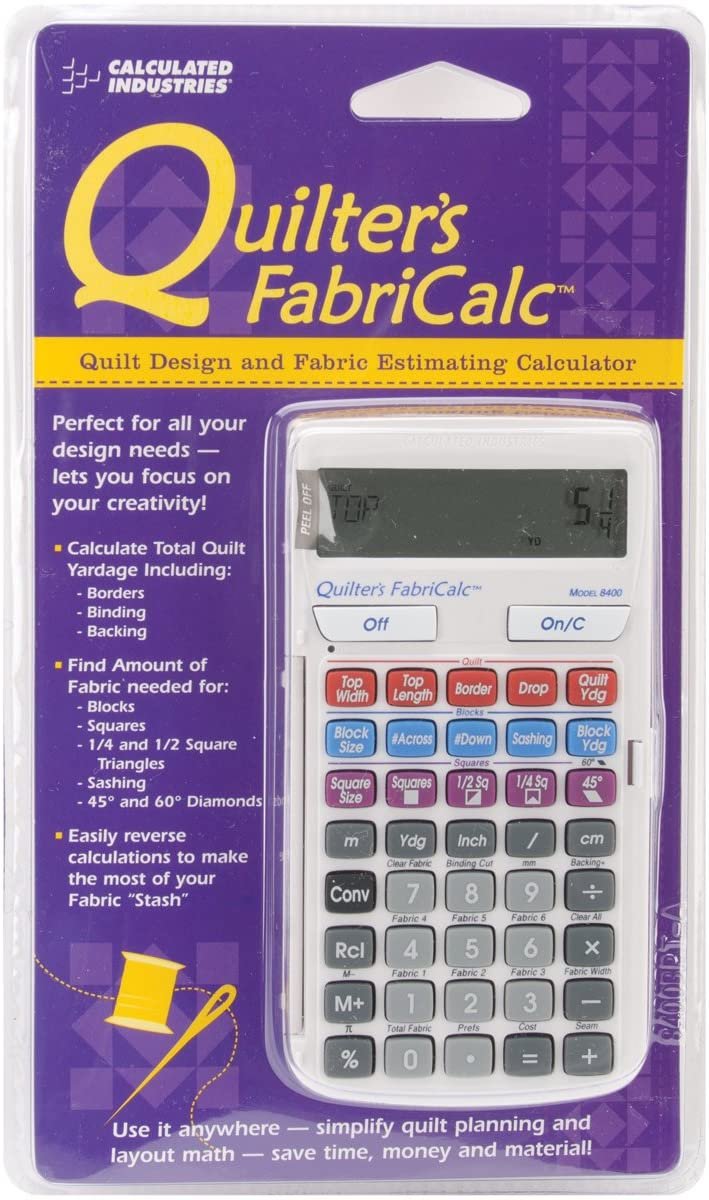 CALCULATED
INDUSTRIES®
Quilter's
FabriCalc™
Quilt Design and Fabric Estimating Calculator
Perfect for all your
design needs —
lets you focus on
your creativity!
▪ Calculate Total Quilt
Yardage Including:
- Borders
- Binding
- Backing
▪ Find Amount of
Fabric needed for:
- Blocks
- Squares
- 1/4 and 1/2 Square
Triangles
- Sashing
- 45° and 60° Diamonds
▪ Easily reverse
calculations to make
the most of your
Fabric "Stash"
CALCULATED INDUSTRIES
PEEL OFF
QUILT
TOP 5 1/4
YD
Quilter's FabriCalc™ MODEL 8400
Off On/C
Quilt
Top Width Top Length Border Drop Quilt Ydg
Blocks
Block Size #Across #Down Sashing Block Ydg
Squares 60°
Square Size Squares 1/2 Sq 1/4 Sq 45°
m Ydg Inch / cm
Clear Fabric Binding Cut mm Backing+
Conv 7 8 9 ÷
Fabric 4 Fabric 5 Fabric 6 Clear All
Rcl 4 5 6 ×
M– Fabric 1 Fabric 2 Fabric 3 Fabric Width
M+ 1 2 3 –
π Total Fabric Prefs Cost Seam
% 0 . = +
Use it anywhere — simplify quilt planning and
layout math — save time, money and material!